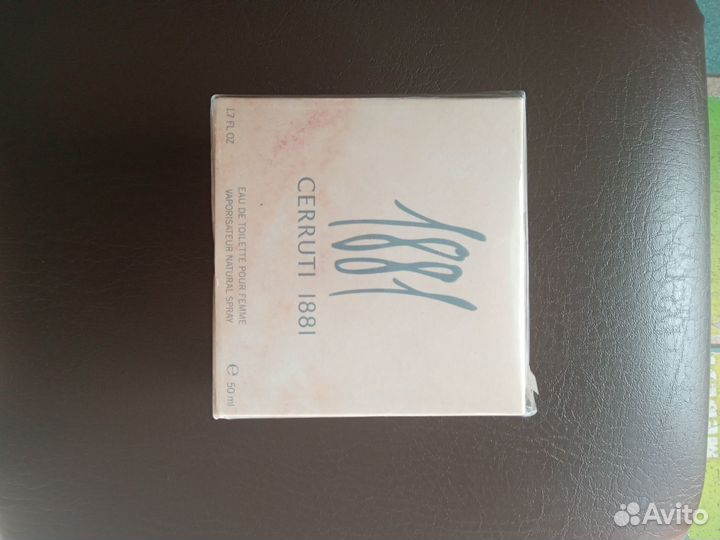 1881
CERRUTI 1881
EAU DE TOILETTE POUR FEMME
VAPORISATEUR NATURAL SPRAY
1.7 FL OZ
e 50 ml
Avito